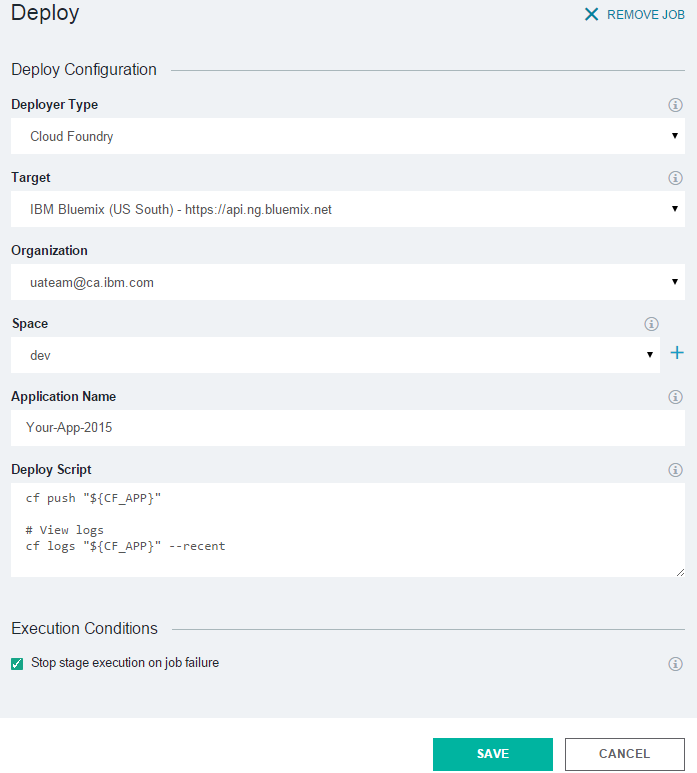 Deploy
REMOVE JOB
Deploy Configuration
Deployer Type
Cloud Foundry
Target
IBM Bluemix (US South) - https://api.ng.bluemix.net
Organization
uateam@ca.ibm.com
Space
dev
Application Name
Your-App-2015
Deploy Script
cf push "${CF_APP}"
# View logs
cf logs "${CF_APP}" --recent
Execution Conditions
Stop stage execution on job failure
SAVE
CANCEL